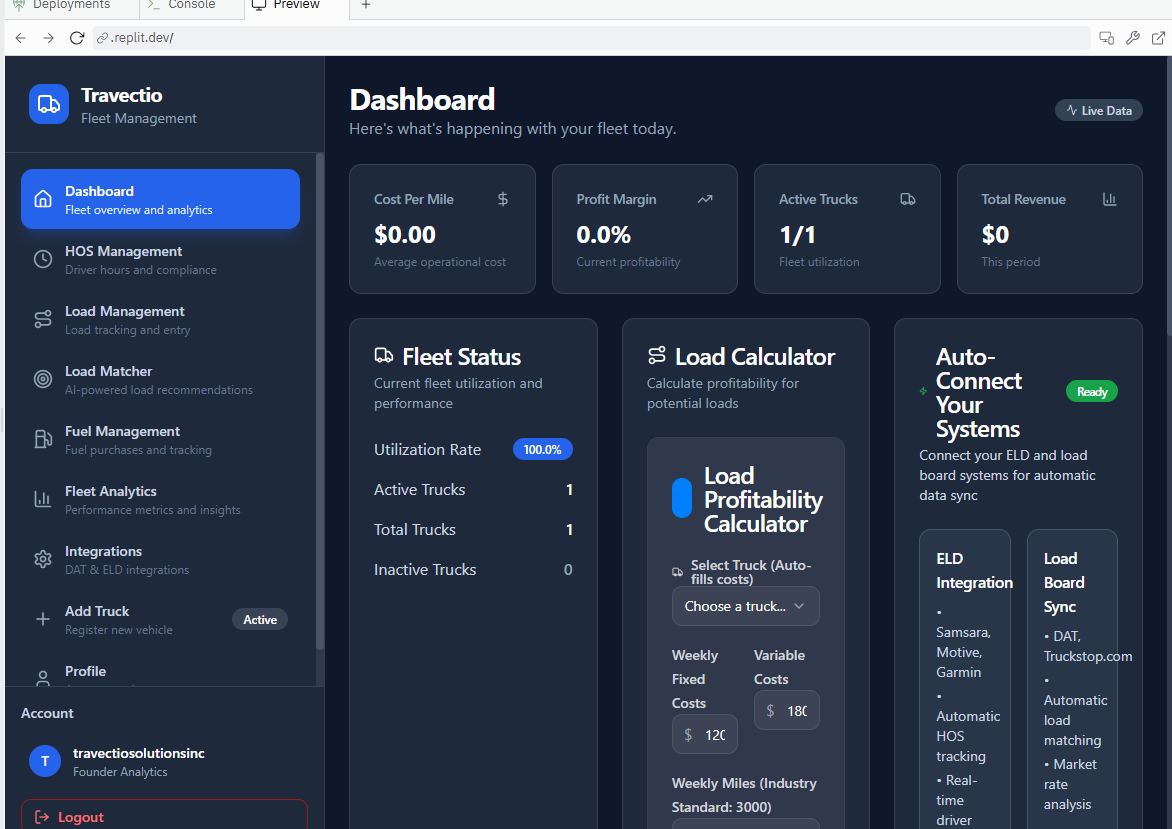 Deployments
Console
Preview
.replit.dev/
Travectio
Fleet Management
Dashboard
Fleet overview and analytics
HOS Management
Driver hours and compliance
Load Management
Load tracking and entry
Load Matcher
AI-powered load recommendations
Fuel Management
Fuel purchases and tracking
Fleet Analytics
Performance metrics and insights
Integrations
DAT & ELD integrations
Add Truck
Register new vehicle
Active
Profile
Account
T
travectiosolutionsinc
Founder Analytics
Logout
Dashboard
Here's what's happening with your fleet today.
Live Data
Cost Per Mile
$
$0.00
Average operational cost
Profit Margin
0.0%
Current profitability
Active Trucks
1/1
Fleet utilization
Total Revenue
$0
This period
Fleet Status
Current fleet utilization and
performance
Utilization Rate 100.0%
Active Trucks 1
Total Trucks 1
Inactive Trucks 0
Load Calculator
Calculate profitability for
potential loads
Load
Profitability
Calculator
Select Truck (Auto-
fills costs)
Choose a truck...
Weekly
Fixed
Costs
$ 120
Variable
Costs
$ 180
Weekly Miles (Industry
Standard: 3000)
Auto-
Connect
Your
Systems
Ready
Connect your ELD and load
board systems for automatic
data sync
ELD
Integration
•
Samsara,
Motive,
Garmin
•
Automatic
HOS
tracking
• Real-
time
driver
Load
Board
Sync
• DAT,
Truckstop.com
•
Automatic
load
matching
• Market
rate
analysis